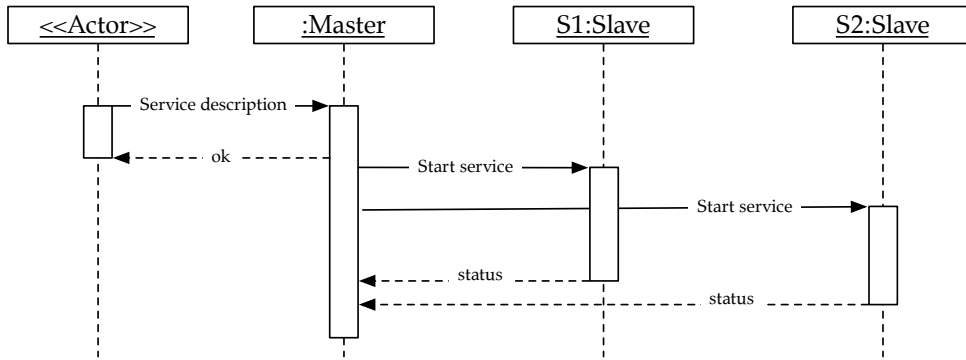 <<Actor>>
:Master
S1:Slave
S2:Slave
Service description
ok
Start service
Start service
status
status